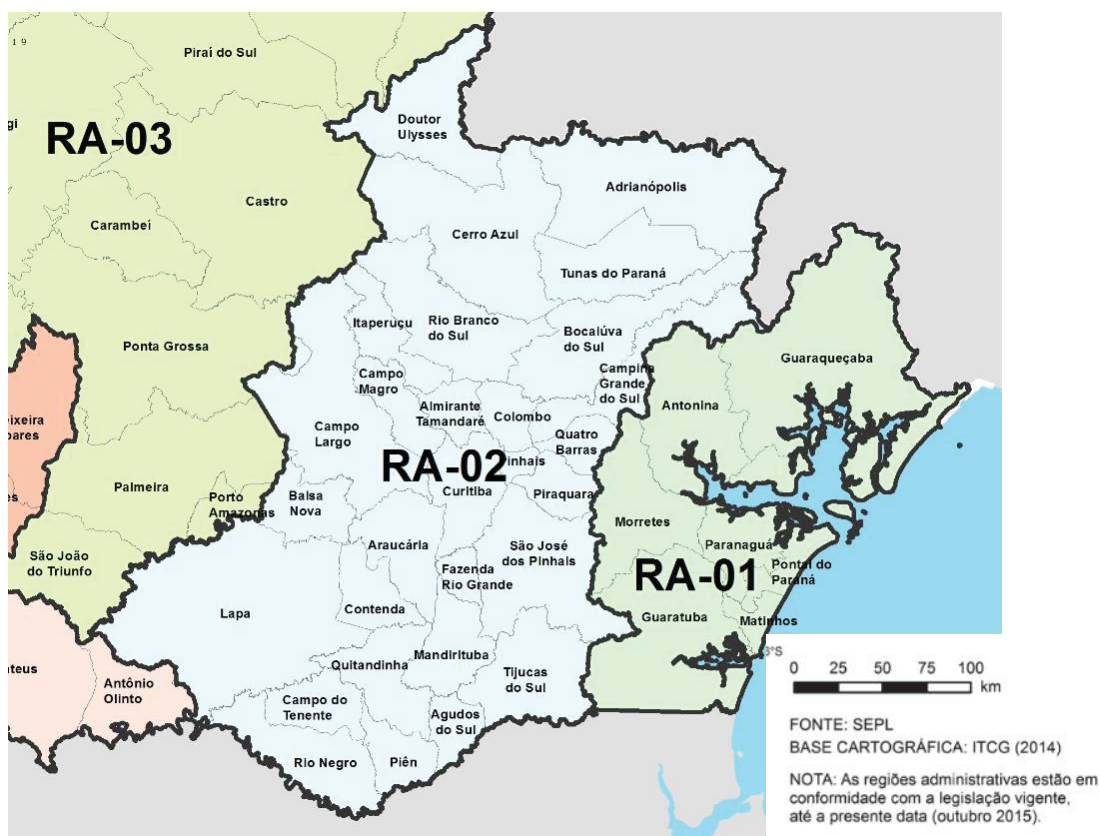 19
Piraí do Sul
Doutor
Ulysses
RA-03
Adrianópolis
Castro
Carambeí
Cerro Azul
Tunas do Paraná
Itaperuçu
Rio Branco
do Sul
Bocaiúva
do Sul
Ponta Grossa
Guaraqueçaba
Campo
Magro
Campina
Grande
do Sul
Antonina
Almirante
Tamandaré
Colombo
Campo
Largo
Quatro
Barras
RA-02
inhais
Curitiba
Piraquara
Palmeira
Porto
Amazonas
Balsa
Nova
Morretes
Araucária
São José
dos Pinhais
Paranaguá
São João
do Triunfo
Fazenda
Rio Grande
RA-01
Pontal do
Paraná
Lapa
Contenda
Guaratuba
Matinhos
Mandirituba
Quitandinha
Tijucas
do Sul
Antônio
Olinto
Campo do
Tenente
Agudos
do Sul
Rio Negro
Piên
0 25 50 75 100
km
FONTE: SEPL
BASE CARTOGRÁFICA: ITCG (2014)
NOTA: As regiões administrativas estão em
conformidade com a legislação vigente,
até a presente data (outubro 2015).